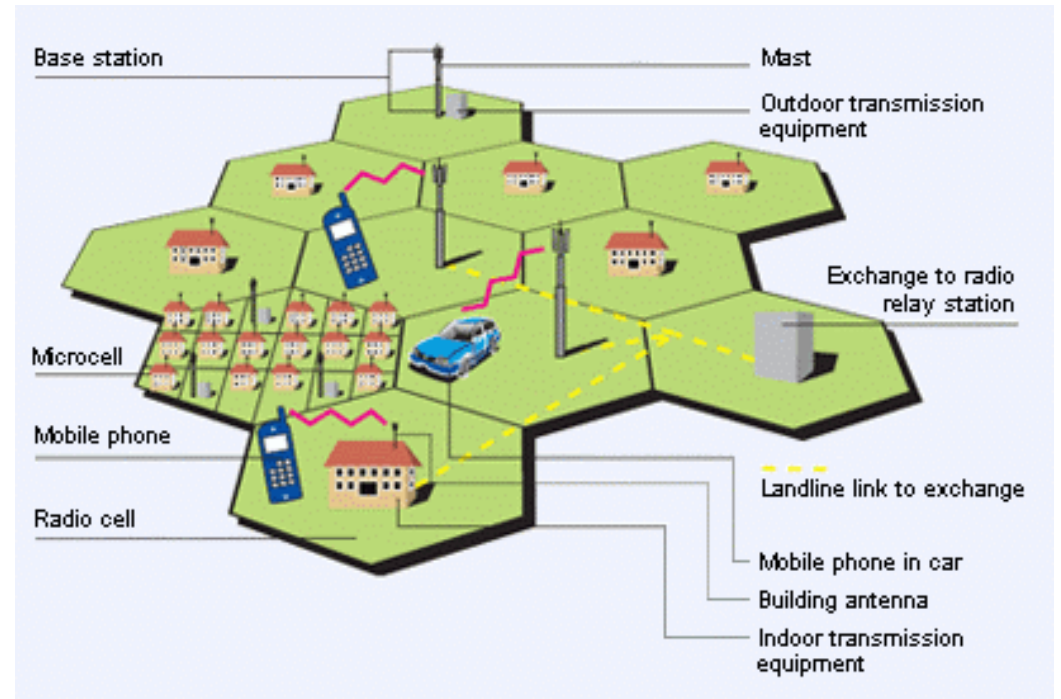 Base station
Mast
Outdoor transmission
equipment
Exchange to radio
relay station
Microcell
Mobile phone
Landline link to exchange
Radio cell
Mobile phone in car
Building antenna
Indoor transmission
equipment